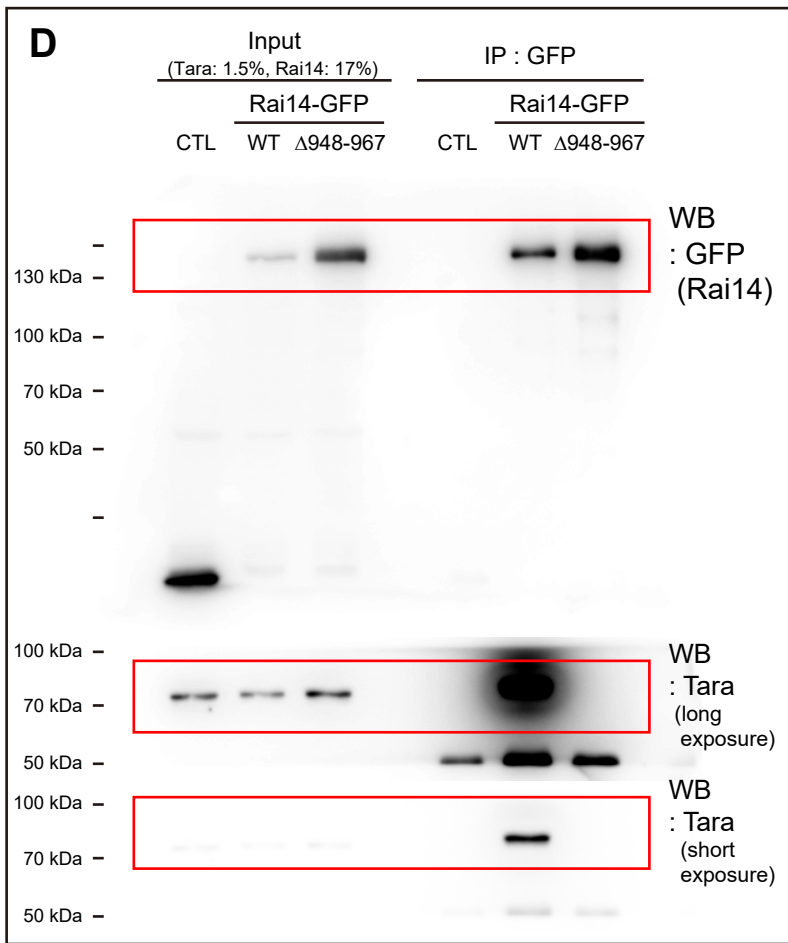 D
Input
(Tara: 1.5%, Rai14: 17%)
IP : GFP
Rai14-GFP
Rai14-GFP
CTL WT Δ948-967
CTL WT Δ948-967
WB
: GFP
(Rai14)
130 kDa
100 kDa
70 kDa
50 kDa
100 kDa
70 kDa
50 kDa
WB
: Tara
(long
exposure)
100 kDa
70 kDa
50 kDa
WB
: Tara
(short
exposure)